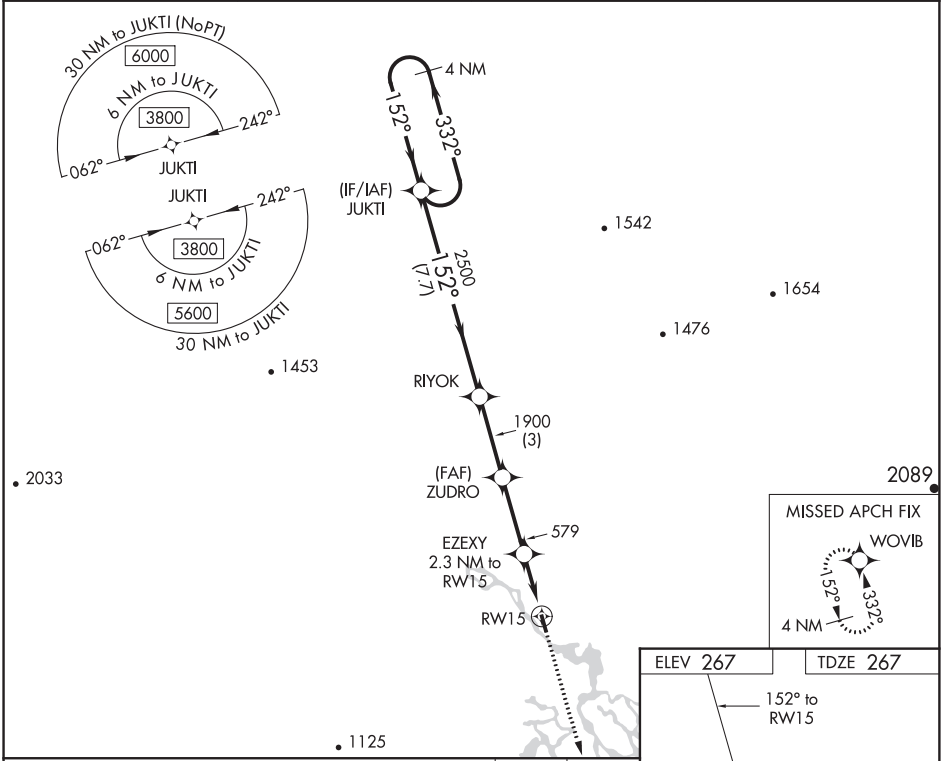 30 NM to JUKTI (NoPT)
6000
6 NM to JUKTI
3800
062°
242°
JUKTI
JUKTI
062°
242°
3800
6 NM to JUKTI
5600
30 NM to JUKTI
4 NM
152°
332°
(IF/IAF)
JUKTI
2500
152°
(7.7)
1542
1654
1476
1453
RIYOK
1900
(3)
(FAF)
ZUDRO
2033
2089
579
EZEXY
2.3 NM to
RW15
RW15
MISSED APCH FIX
WOVIB
152°
332°
4 NM
ELEV 267
TDZE 267
152° to
RW15
1125